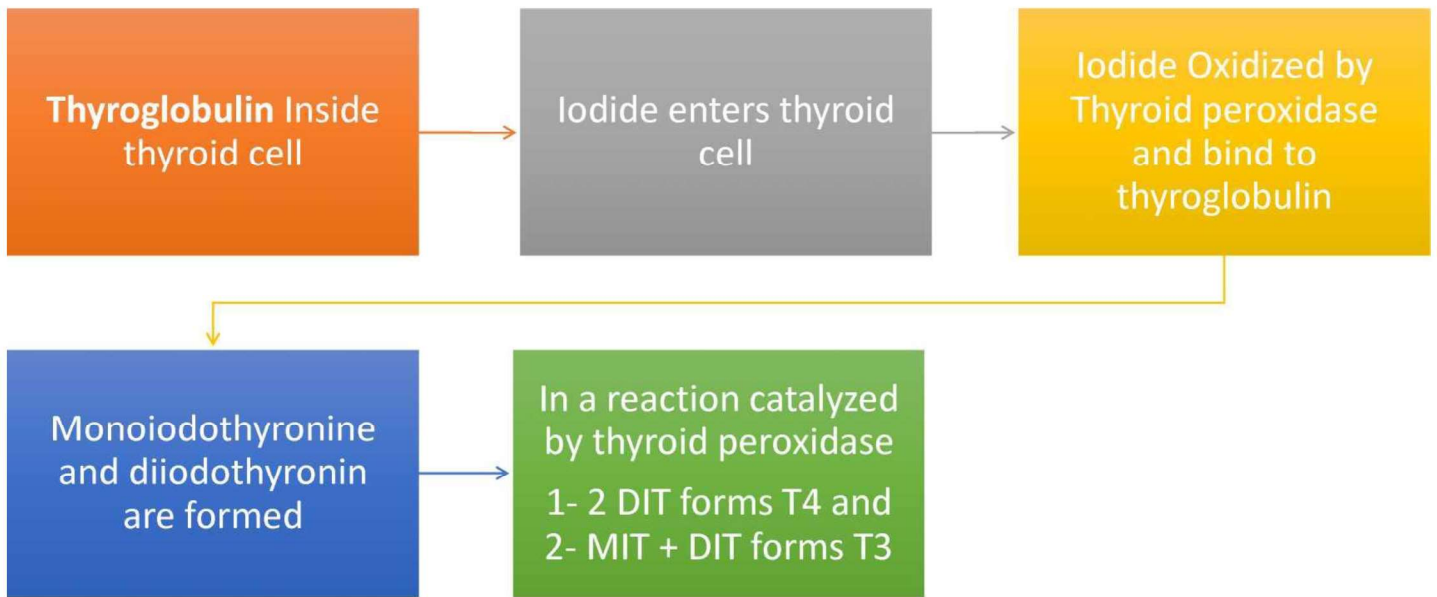 Thyroglobulin Inside
thyroid cell
Iodide enters thyroid
cell
Iodide Oxidized by
Thyroid peroxidase
and bind to
thyroglobulin
Monoiodothyronine
and diiodothyronin
are formed
In a reaction catalyzed
by thyroid peroxidase
1- 2 DIT forms T4 and
2- MIT + DIT forms T3